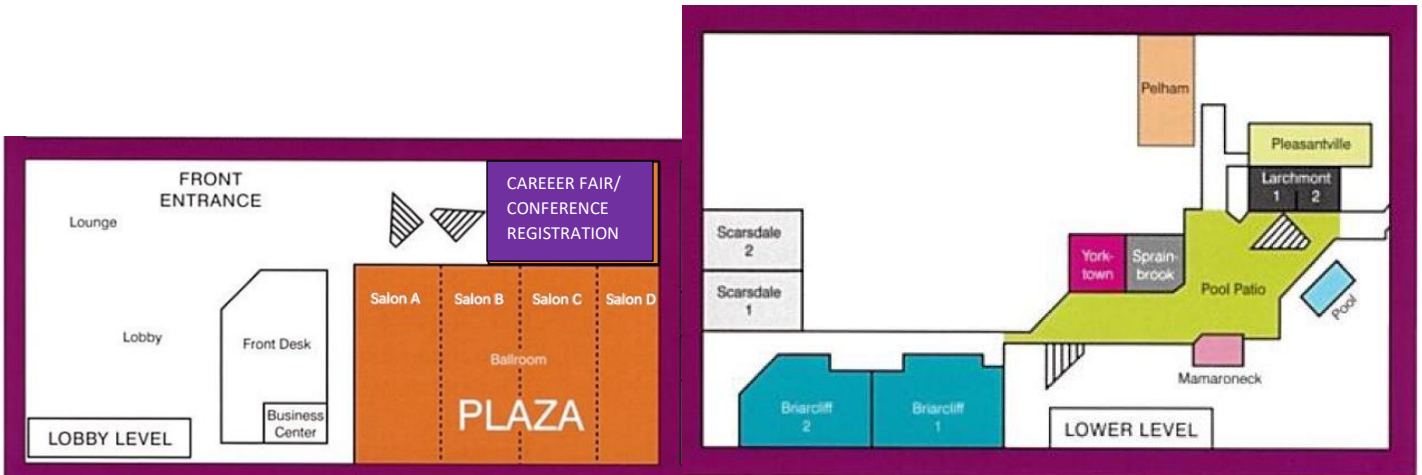 FRONT
ENTRANCE
Lounge
CAREEER FAIR/
CONFERENCE
REGISTRATION
Salon A
Salon B
Salon C
Salon D
Lobby
Front Desk
Ballroom
PLAZA
Business
Center
LOBBY LEVEL
Pelham
Pleasantville
Larchmont
1
2
Scarsdale
2
York-
town
Sprain-
brook
Scarsdale
1
Pool Patio
Pool
Mamaroneck
Briarcliff
2
Briarcliff
1
LOWER LEVEL